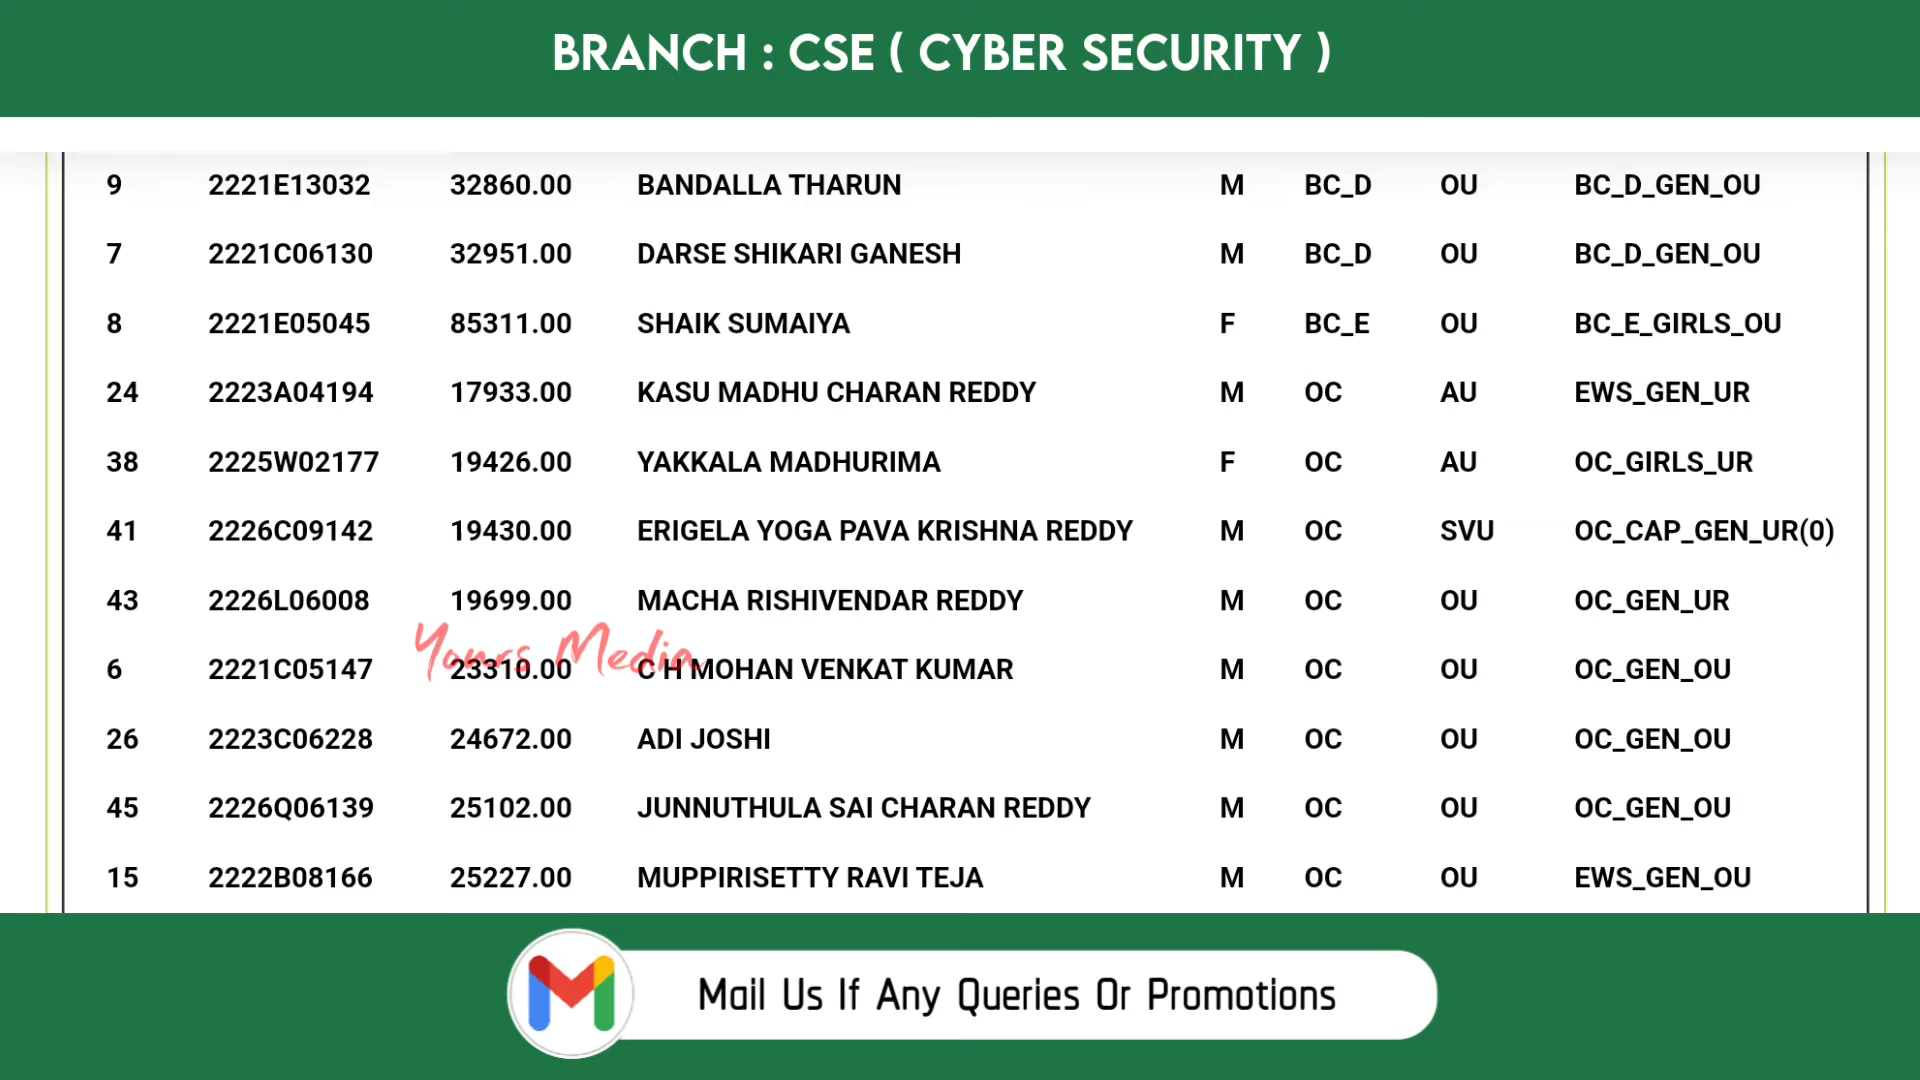 BRANCH : CSE ( CYBER SECURITY )
9 2221E13032 32860.00 BANDALLA THARUN M BC_D OU BC_D_GEN_OU
7 2221C06130 32951.00 DARSE SHIKARI GANESH M BC_D OU BC_D_GEN_OU
8 2221E05045 85311.00 SHAIK SUMAIYA F BC_E OU BC_E_GIRLS_OU
24 2223A04194 17933.00 KASU MADHU CHARAN REDDY M OC AU EWS_GEN_UR
38 2225W02177 19426.00 YAKKALA MADHURIMA F OC AU OC_GIRLS_UR
41 2226C09142 19430.00 ERIGELA YOGA PAVA KRISHNA REDDY M OC SVU OC_CAP_GEN_UR(0)
43 2226L06008 19699.00 MACHA RISHIVENDAR REDDY M OC OU OC_GEN_UR
Yours Media
6 2221C05147 23310.00 C H MOHAN VENKAT KUMAR M OC OU OC_GEN_OU
26 2223C06228 24672.00 ADI JOSHI M OC OU OC_GEN_OU
45 2226Q06139 25102.00 JUNNUTHULA SAI CHARAN REDDY M OC OU OC_GEN_OU
15 2222B08166 25227.00 MUPPIRISETTY RAVI TEJA M OC OU EWS_GEN_OU
Mail Us If Any Queries Or Promotions